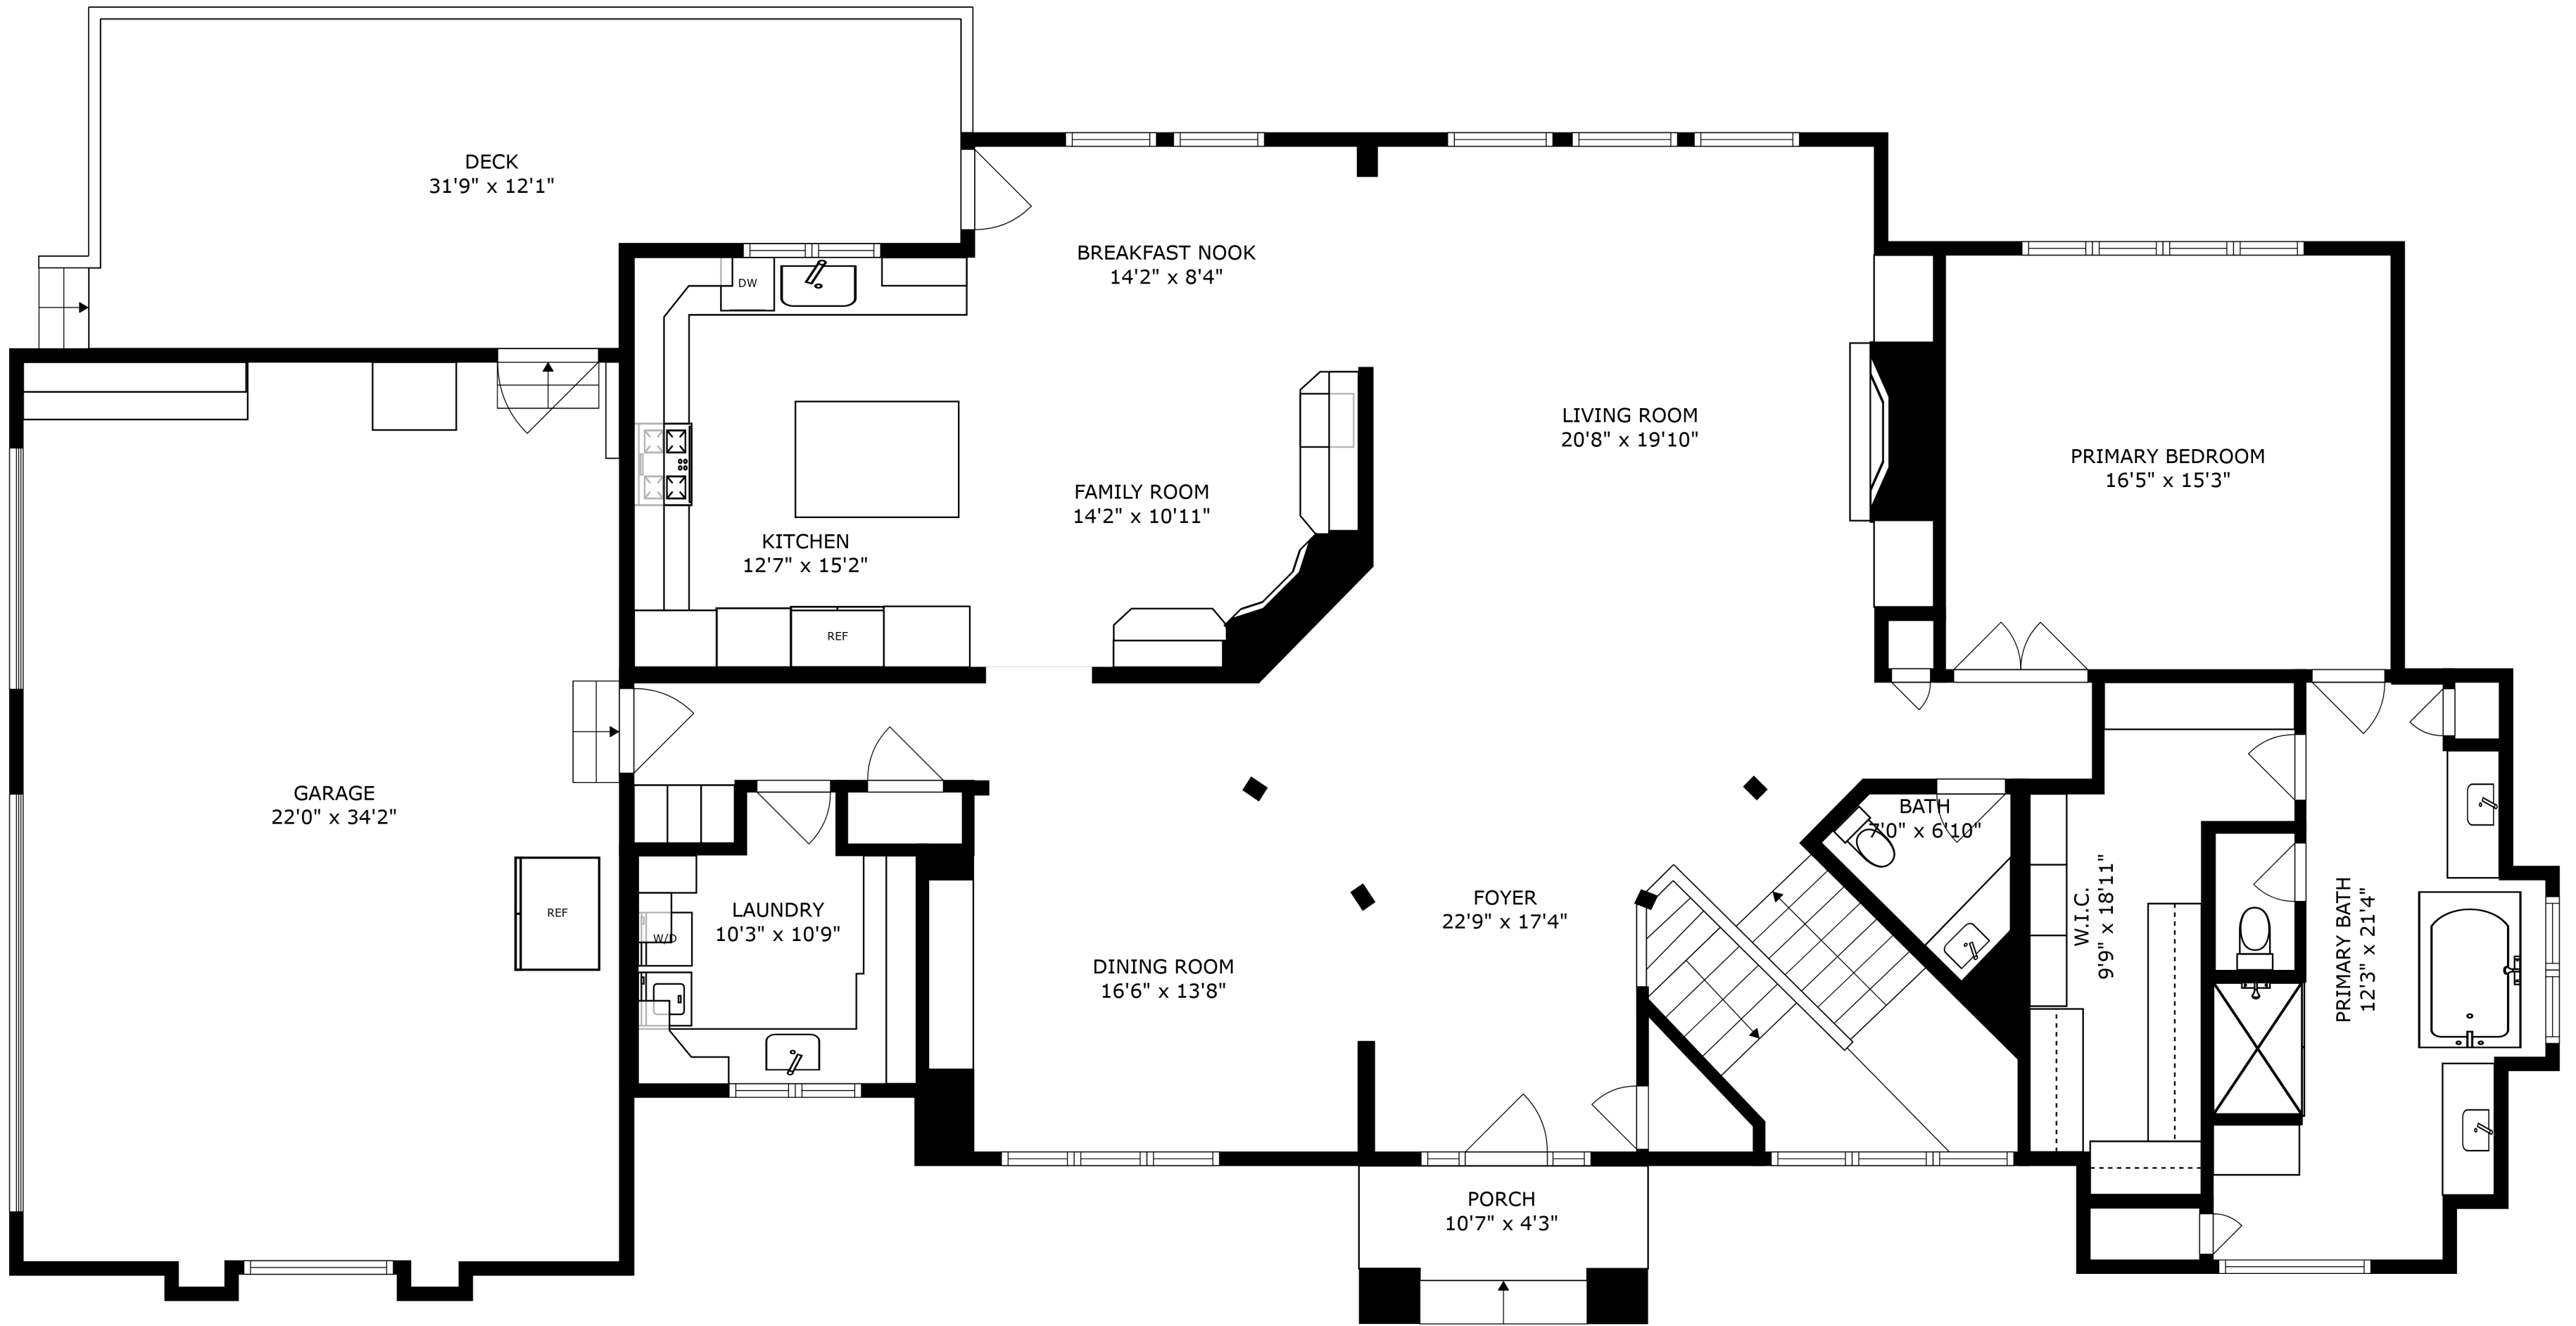 DECK
31'9" x 12'1"
BREAKFAST NOOK
14'2" x 8'4"
DW
LIVING ROOM
20'8" x 19'10"
PRIMARY BEDROOM
16'5" x 15'3"
FAMILY ROOM
14'2" x 10'11"
KITCHEN
12'7" x 15'2"
REF
GARAGE
22'0" x 34'2"
BATH
7'0" x 6'10"
REF
LAUNDRY
10'3" x 10'9"
W/D
FOYER
22'9" x 17'4"
W.I.C.
9'9" x 18'11"
PRIMARY BATH
12'3" x 21'4"
DINING ROOM
16'6" x 13'8"
PORCH
10'7" x 4'3"